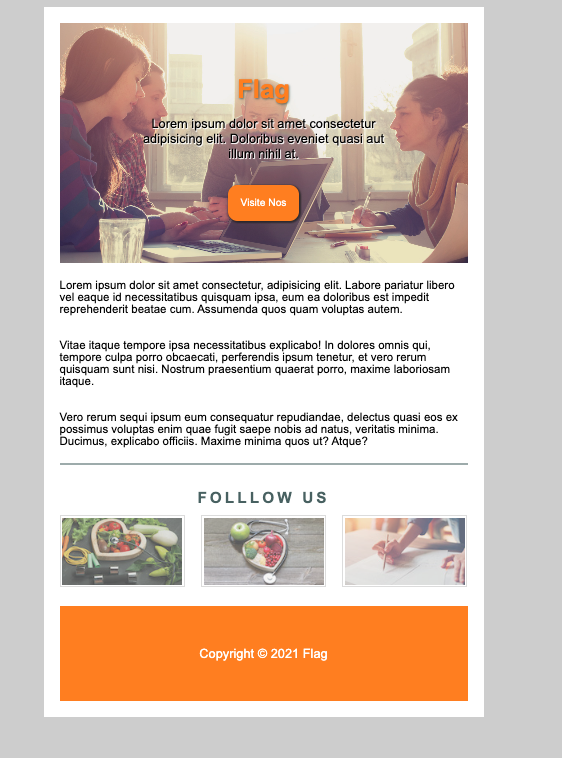 Flag
Lorem ipsum dolor sit amet consectetur
adipisicing elit. Doloribus eveniet quasi aut
illum nihil at.
Visite Nos
Lorem ipsum dolor sit amet consectetur, adipisicing elit. Labore pariatur libero
vel eaque id necessitatibus quisquam ipsa, eum ea doloribus est impedit
reprehenderit beatae cum. Assumenda quos quam voluptas autem.
Vitae itaque tempore ipsa necessitatibus explicabo! In dolores omnis qui,
tempore culpa porro obcaecati, perferendis ipsum tenetur, et vero rerum
quisquam sunt nisi. Nostrum praesentium quaerat porro, maxime laboriosam
itaque.
Vero rerum sequi ipsum eum consequatur repudiandae, delectus quasi eos ex
possimus voluptas enim quae fugit saepe nobis ad natus, veritatis minima.
Ducimus, explicabo officiis. Maxime minima quos ut? Atque?
FOLLLOW US
Copyright © 2021 Flag